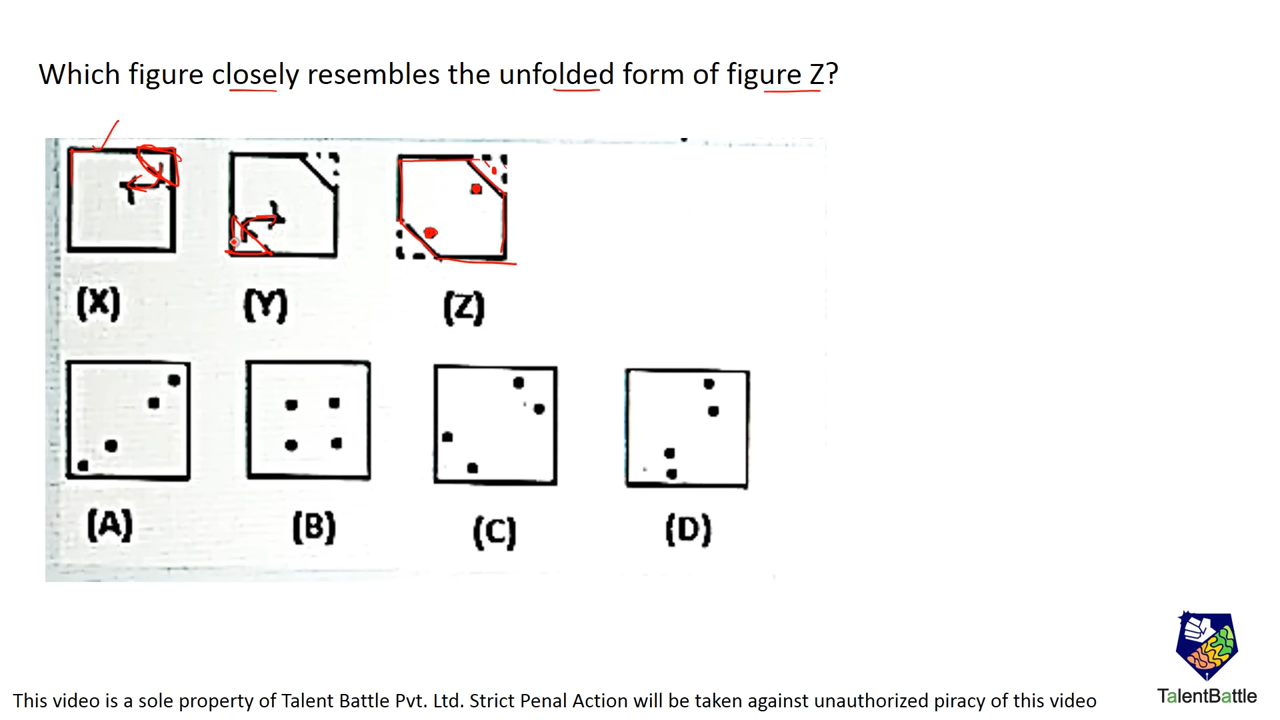 Which figure closely resembles the unfolded form of figure Z?
(X) (Y) (Z)
(A) (B) (C) (D)
TalentBattle
This video is a sole property of Talent Battle Pvt. Ltd. Strict Penal Action will be taken against unauthorized piracy of this video